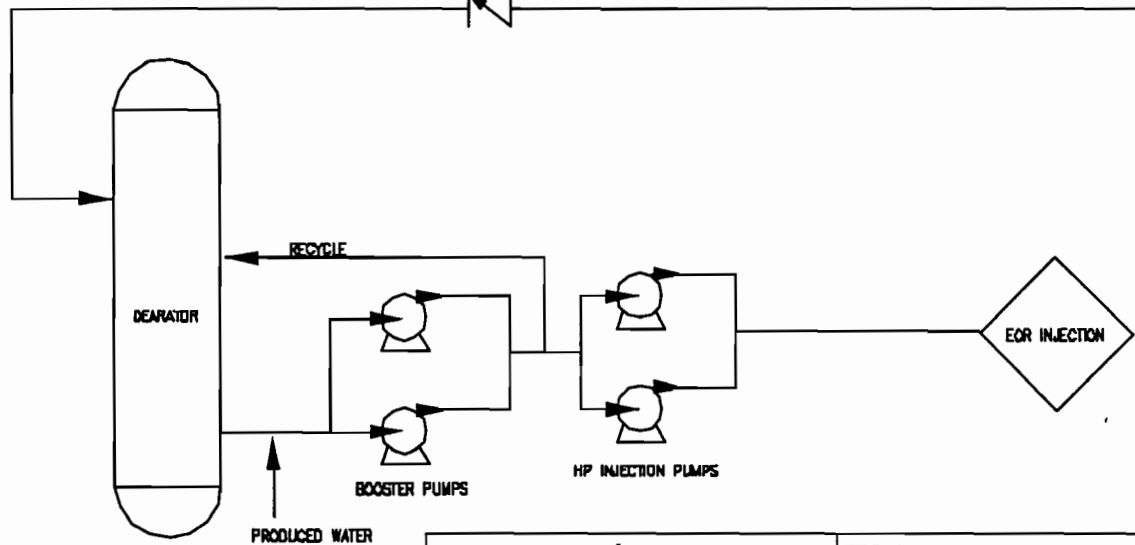 RECYCLE
DEARATOR
EOR INJECTION
HP INJECTION PUMPS
BOOSTER PUMPS
PRODUCED WATER